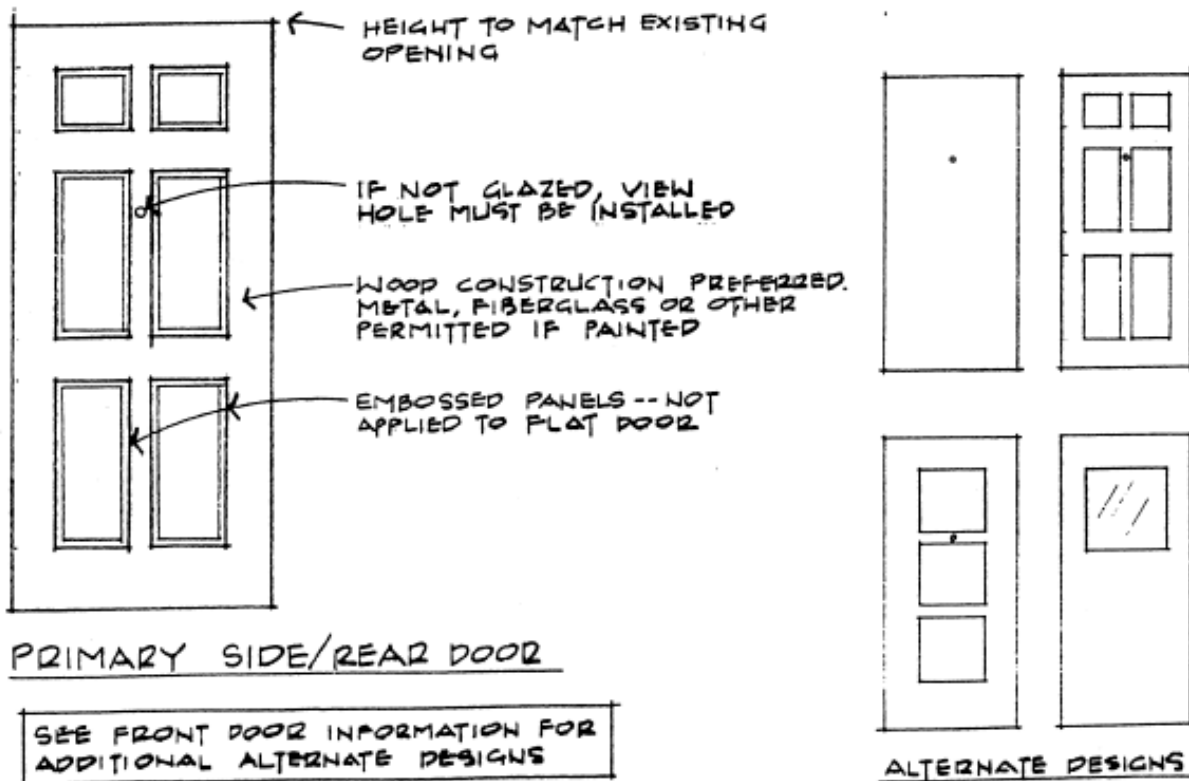 HEIGHT TO MATCH EXISTING
OPENING
IF NOT GLAZED, VIEW
HOLE MUST BE INSTALLED
WOOD CONSTRUCTION PREFERRED.
METAL, FIBERGLASS OR OTHER
PERMITTED IF PAINTED
EMBOSSED PANELS -- NOT
APPLIED TO FLAT DOOR
PRIMARY SIDE/REAR DOOR
SEE FRONT DOOR INFORMATION FOR
ADDITIONAL ALTERNATE DESIGNS
ALTERNATE DESIGNS